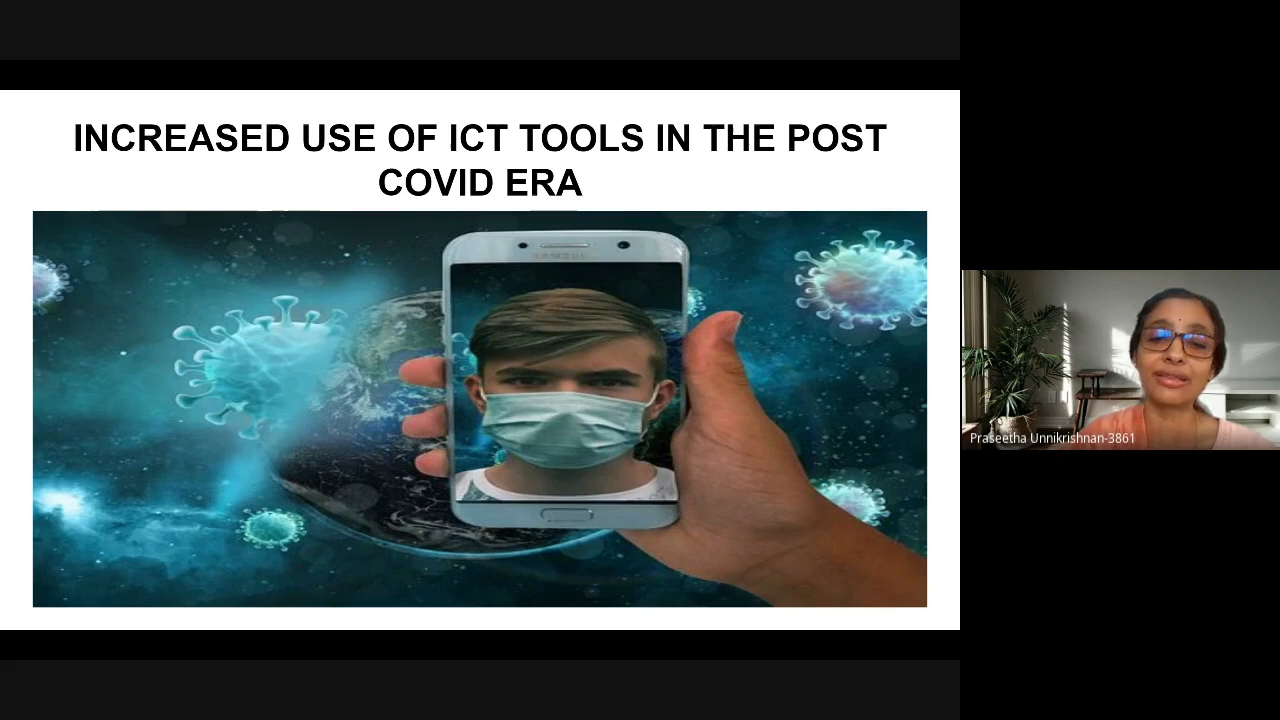 INCREASED USE OF ICT TOOLS IN THE POST
COVID ERA
SAMSUNG
Praseetha Unnikrishnan-3861